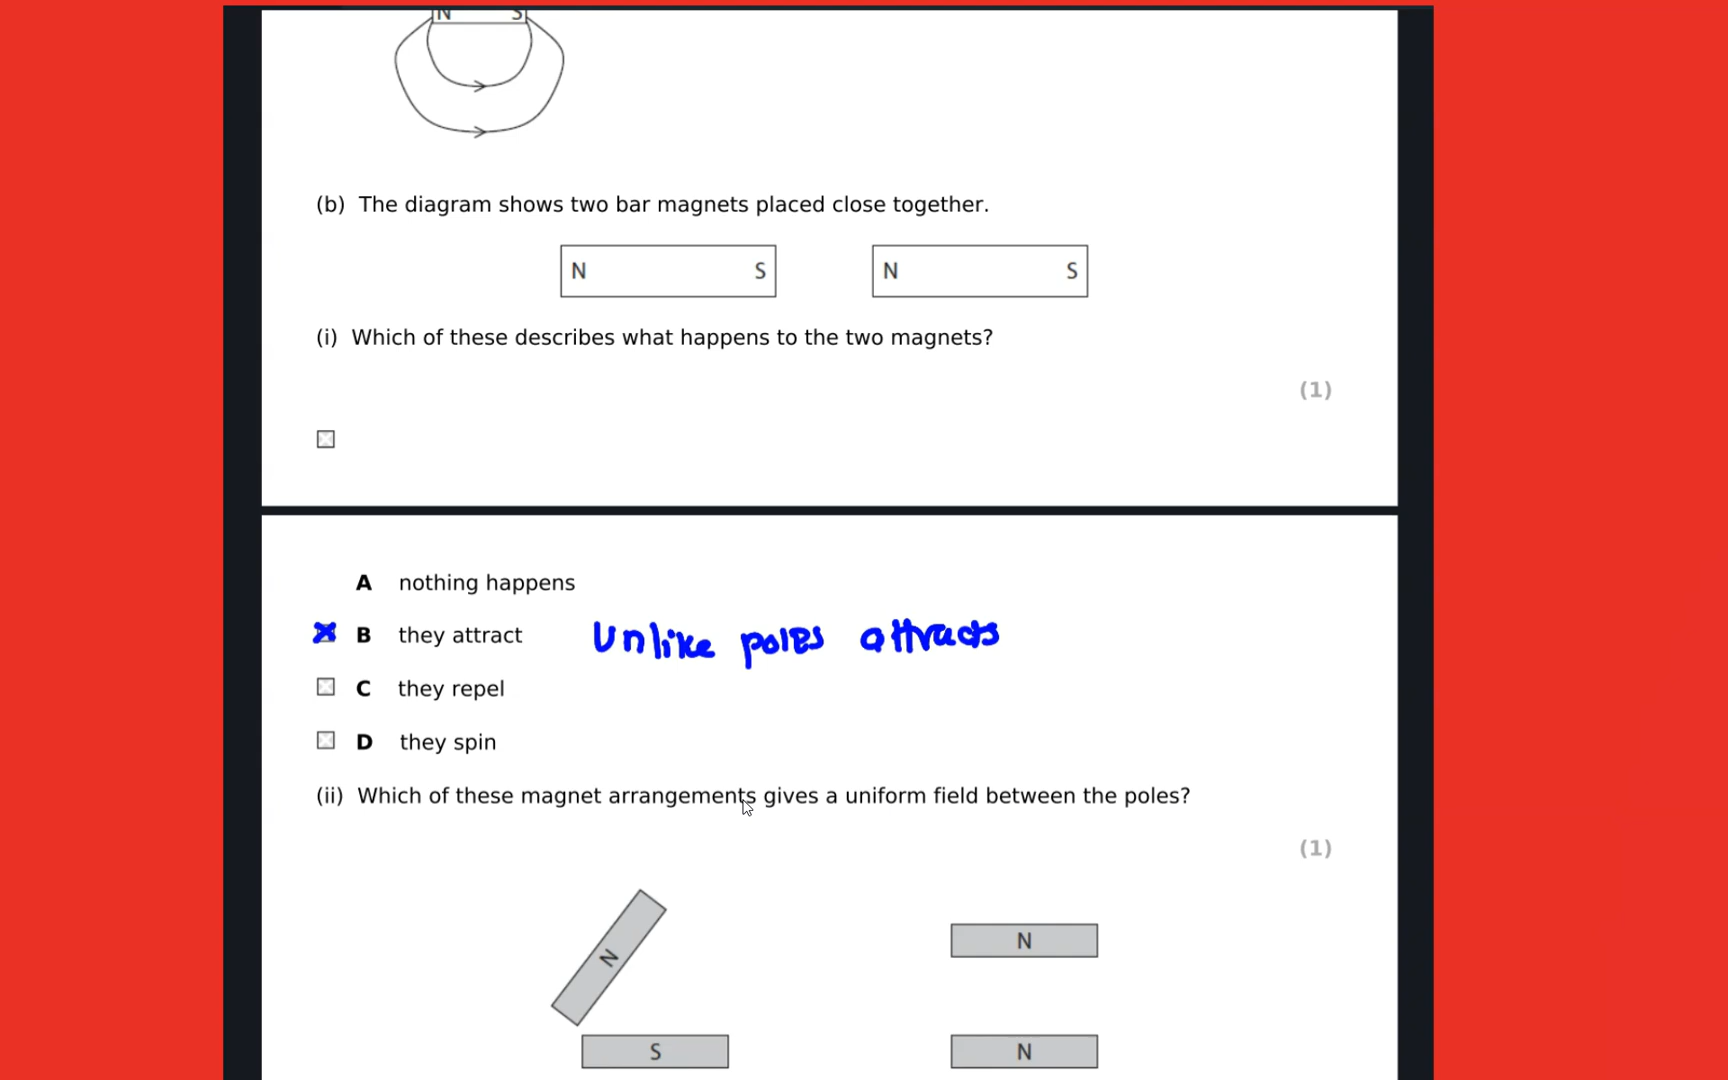 N S
(b) The diagram shows two bar magnets placed close together.
N S N S
(i) Which of these describes what happens to the two magnets?
(1)
A nothing happens
B they attract Unlike poles attracts
C they repel
D they spin
(ii) Which of these magnet arrangements gives a uniform field between the poles?
(1)
N N
S N